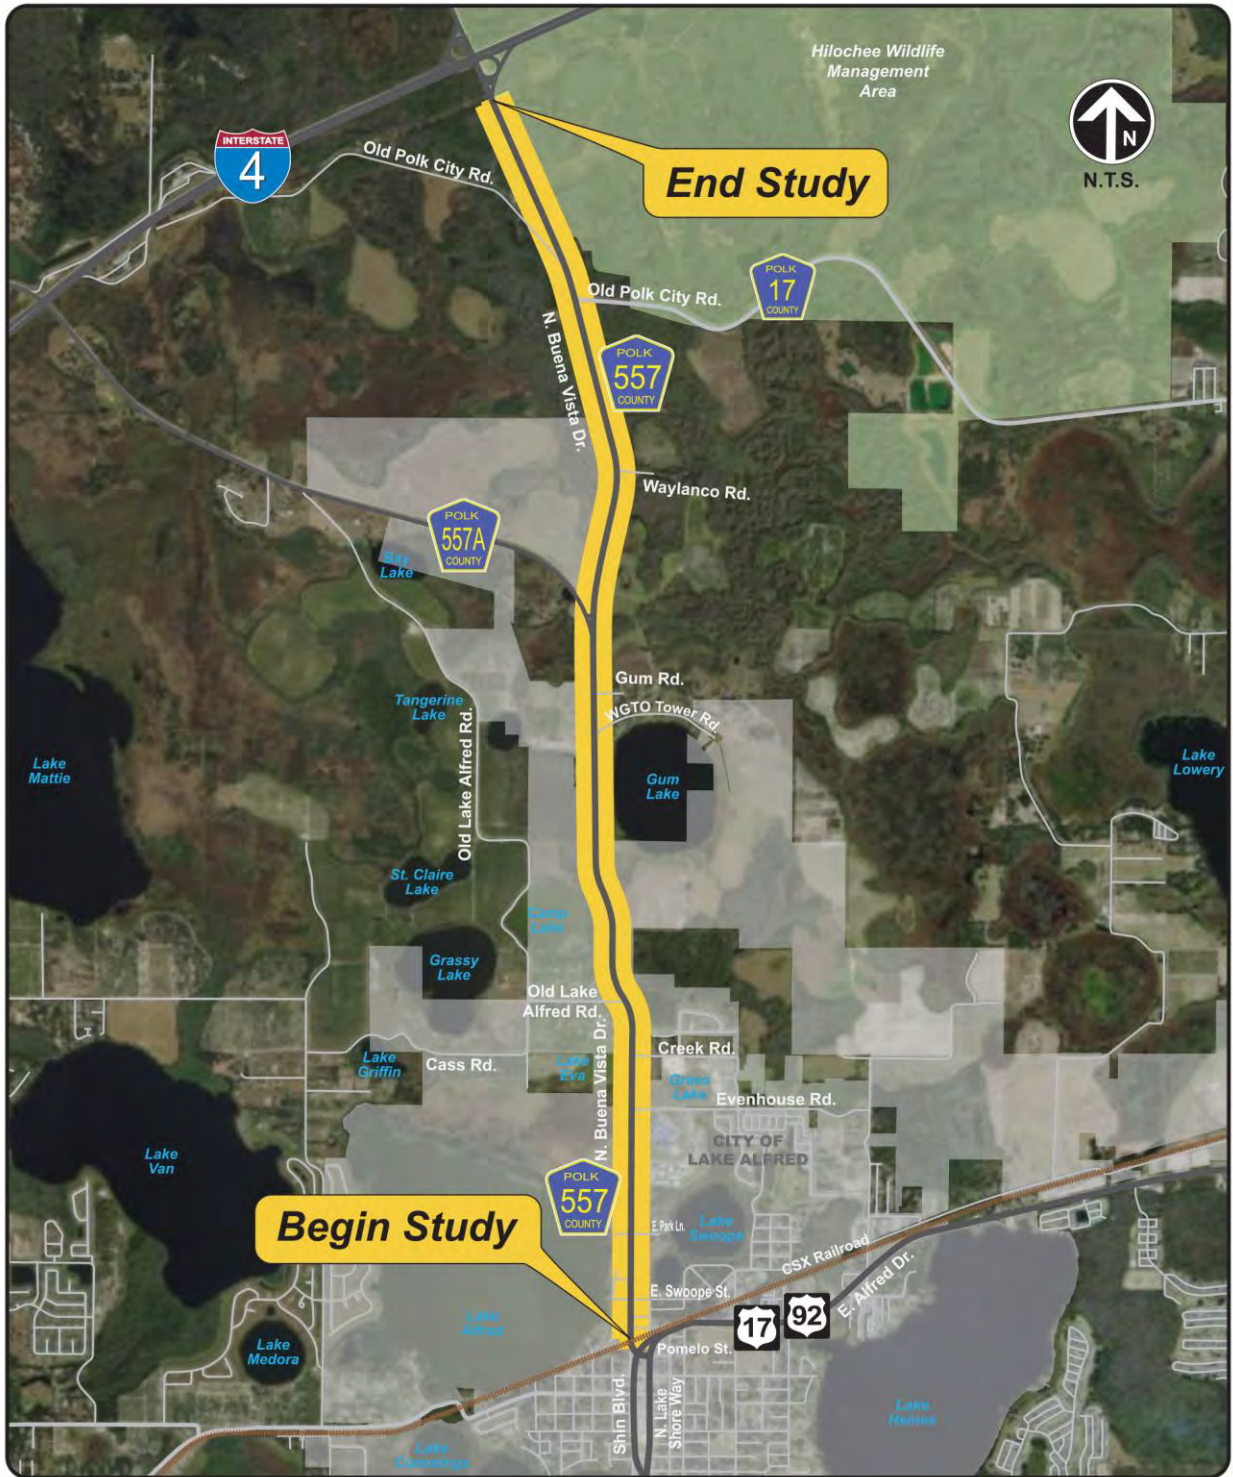 Hilochee Wildlife
Management
Area
N
N.T.S.
INTERSTATE
4
Old Polk City Rd.
End Study
Old Polk City Rd.
POLK
17
COUNTY
N. Buena Vista Dr.
POLK
557
COUNTY
Waylanco Rd.
POLK
557A
COUNTY
Bay
Lake
Gum Rd.
WGTO Tower Rd.
Tangerine
Lake
Old Lake Alfred Rd.
Lake
Mattie
Gum
Lake
Lake
Lowery
St. Claire
Lake
Camp
Lake
Grassy
Lake
Old Lake
Alfred Rd.
N. Buena Vista Dr.
Creek Rd.
Lake
Griffin
Cass Rd.
Lake
Eva
Grass
Lake
Evenhouse Rd.
CITY OF
LAKE ALFRED
Lake
Van
POLK
557
COUNTY
Begin Study
E. Park Ln.
Lake
Swoope
CSX Railroad
E. Alfred Dr.
E. Swoope St.
17
92
Lake
Alfred
Pomelo St.
Lake
Medora
Shin Blvd.
N. Lake
Shore Way
Lake
Haines
Lake
Cummings